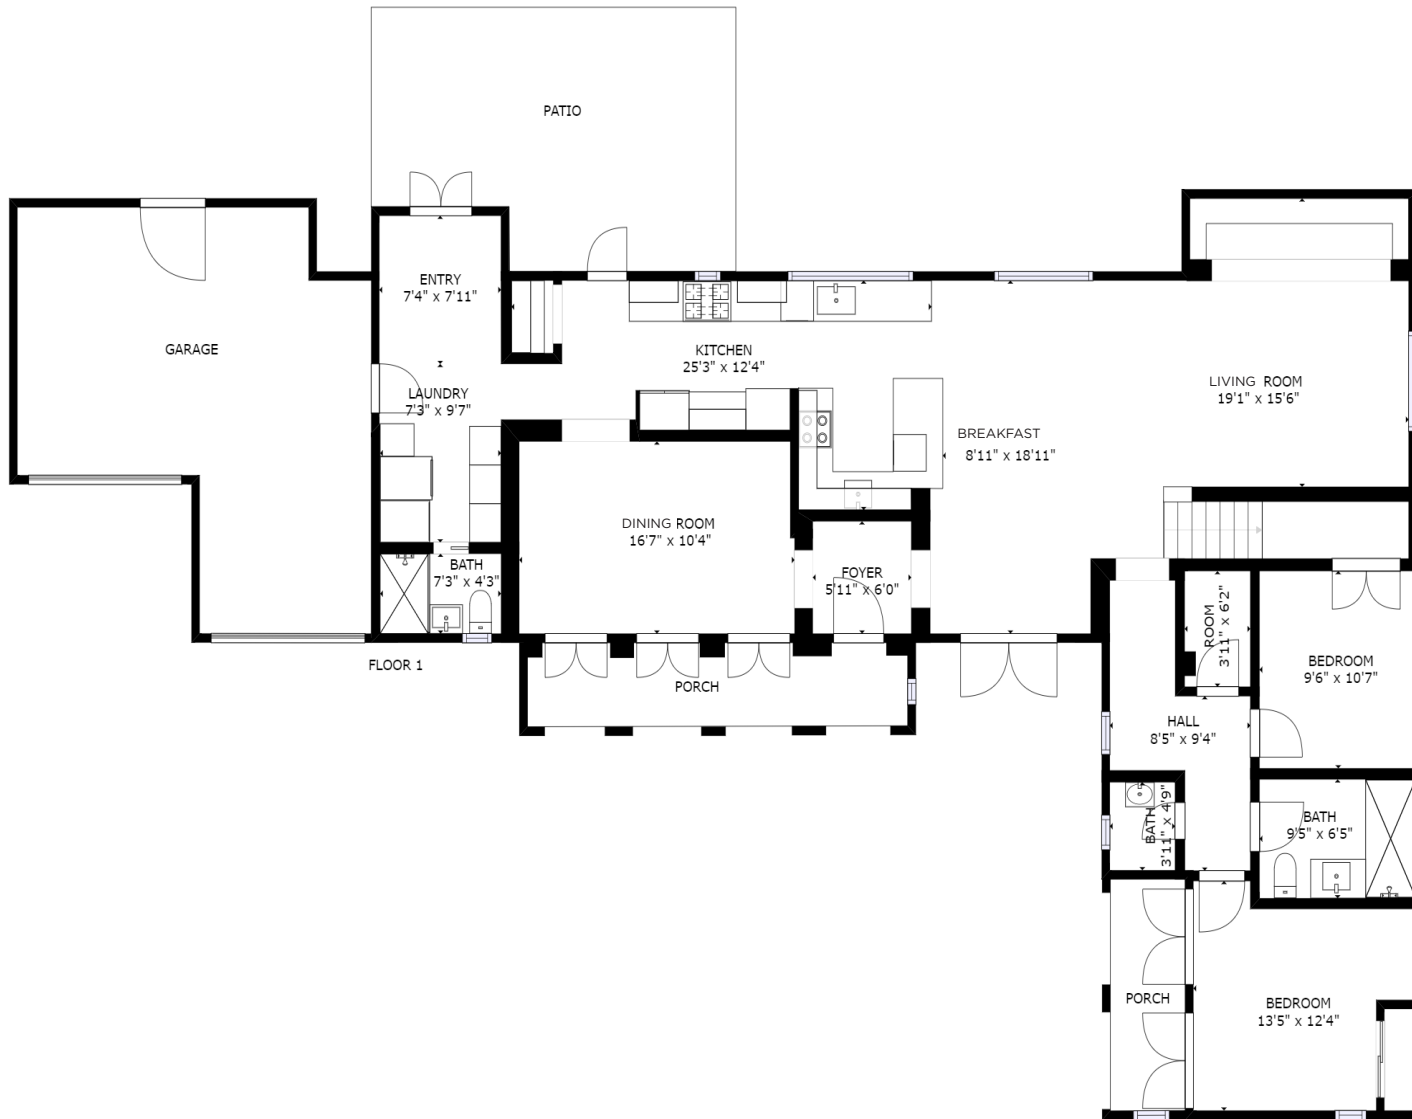 PATIO
ENTRY
7'4" x 7'11"
GARAGE
KITCHEN
25'3" x 12'4"
LAUNDRY
7'3" x 9'7"
LIVING ROOM
19'1" x 15'6"
BREAKFAST
8'11" x 18'11"
DINING ROOM
16'7" x 10'4"
BATH
7'3" x 4'3"
FOYER
5'11" x 6'0"
ROOM
3'11" x 6'2"
FLOOR 1
PORCH
BEDROOM
9'6" x 10'7"
HALL
8'5" x 9'4"
BATH
3'11" x 4'9"
BATH
9'5" x 6'5"
PORCH
BEDROOM
13'5" x 12'4"